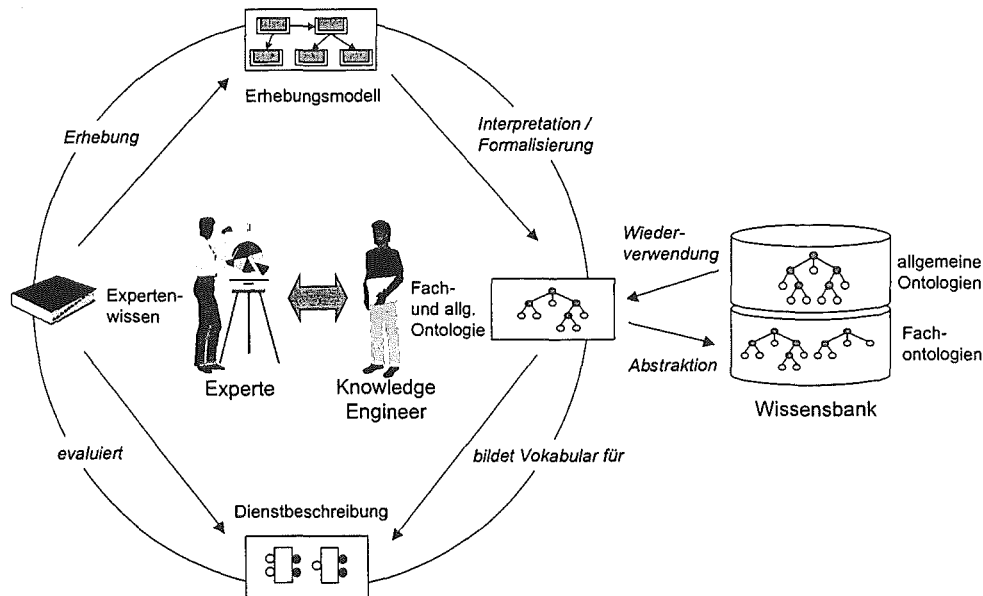 Erhebungsmodell
Erhebung
Interpretation /
Formalisierung
Wieder-
verwendung
allgemeine
Ontologien
Experten-
wissen
Fach-
und allg.
Ontologie
Fach-
ontologien
Abstraktion
Experte
Knowledge
Engineer
Wissensbank
evaluiert
bildet Vokabular für
Dienstbeschreibung